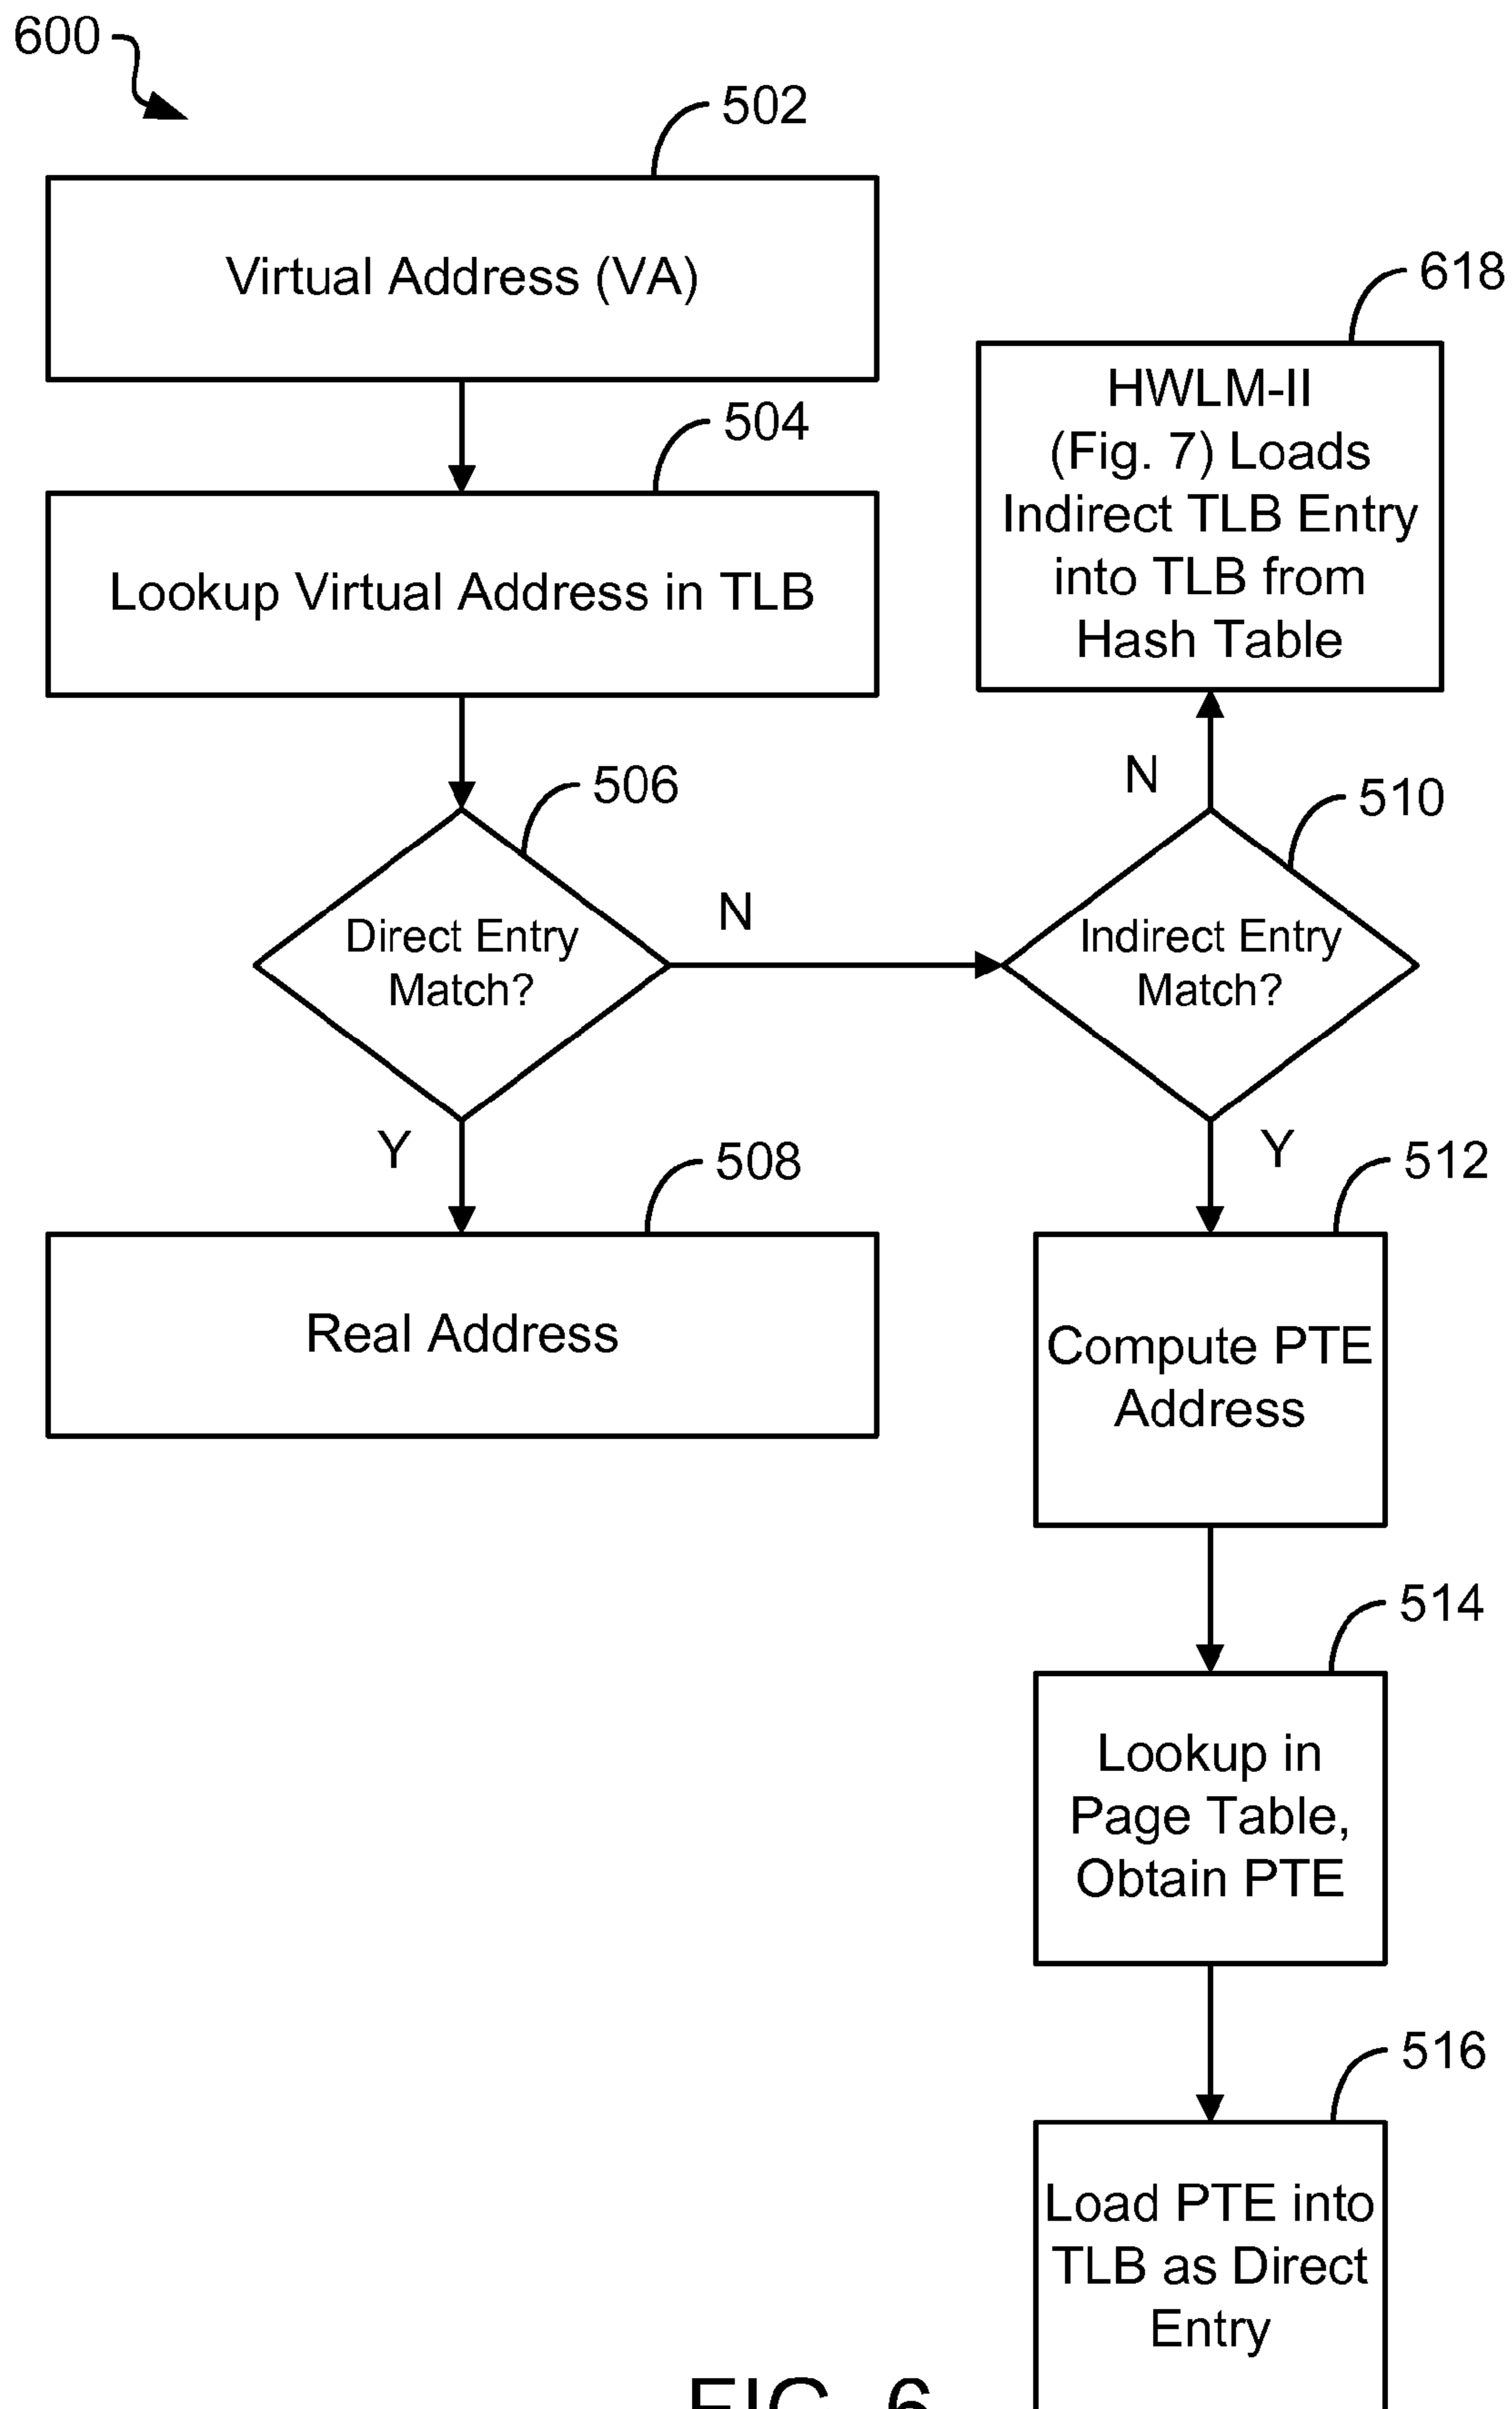 600
502
Virtual Address (VA)
504
Lookup Virtual Address in TLB
618
HWLM-II
(Fig. 7) Loads
Indirect TLB Entry
into TLB from
Hash Table
506
Direct Entry
Match?
N
Y
510
Indirect Entry
Match?
N
Y
508
Real Address
512
Compute PTE
Address
514
Lookup in
Page Table,
Obtain PTE
516
Load PTE into
TLB as Direct
Entry
FIG. 6